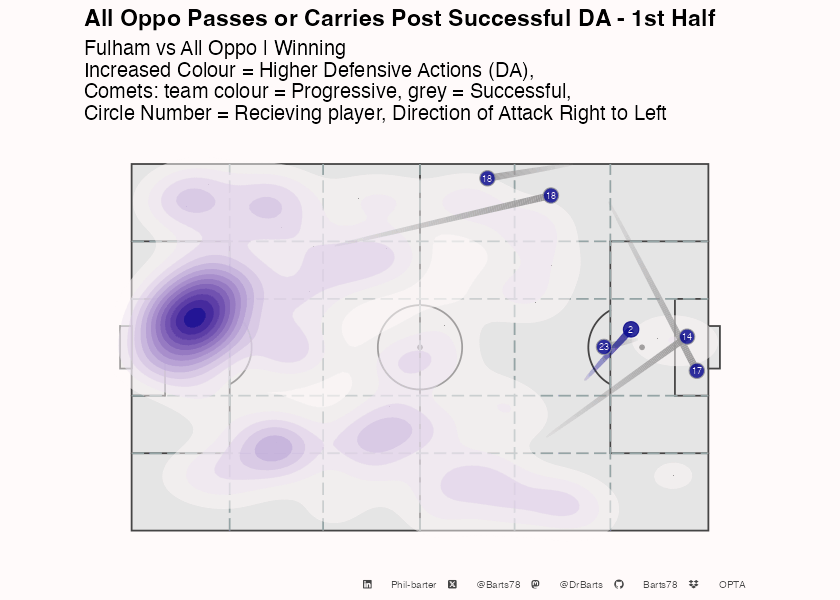 All Oppo Passes or Carries Post Successful DA - 1st Half
Fulham vs All Oppo | Winning
Increased Colour = Higher Defensive Actions (DA),
Comets: team colour = Progressive, grey = Successful,
Circle Number = Recieving player, Direction of Attack Right to Left
18
18
2
23
14
17
Phil-barter @Barts78 @DrBarts Barts78 OPTA